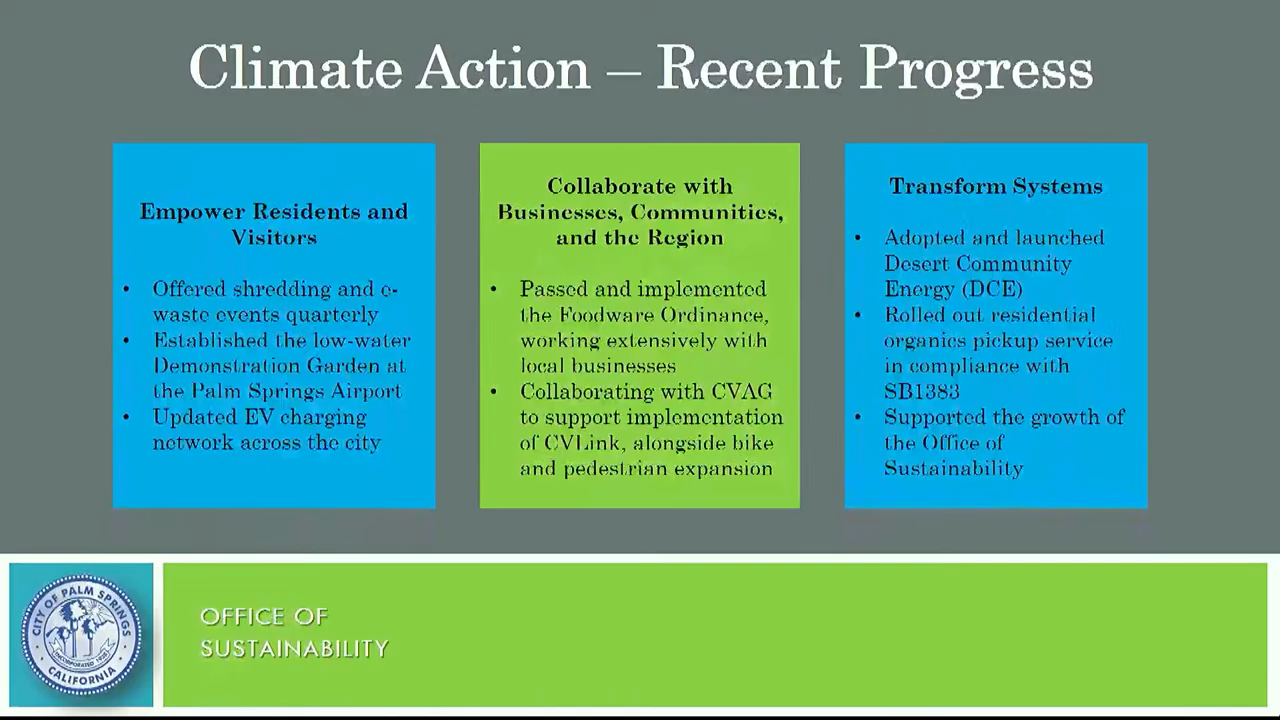 Climate Action – Recent Progress
Empower Residents and
Visitors
• Offered shredding and e-
waste events quarterly
• Established the low-water
Demonstration Garden at
the Palm Springs Airport
• Updated EV charging
network across the city
Collaborate with
Businesses, Communities,
and the Region
• Passed and implemented
the Foodware Ordinance,
working extensively with
local businesses
• Collaborating with CVAG
to support implementation
of CVLink, alongside bike
and pedestrian expansion
Transform Systems
• Adopted and launched
Desert Community
Energy (DCE)
• Rolled out residential
organics pickup service
in compliance with
SB1383
• Supported the growth of
the Office of
Sustainability
CITY OF PALM SPRINGS
CALIFORNIA
OFFICE OF
SUSTAINABILITY